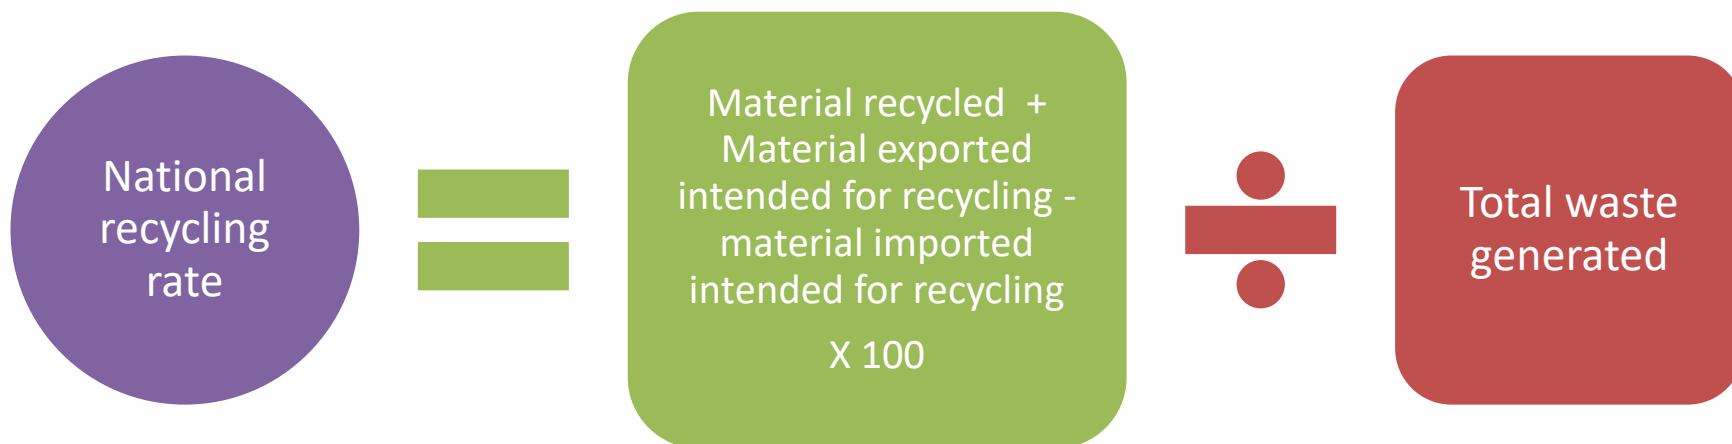 National
recycling
rate
Material recycled  +
Material exported
intended for recycling -
material imported
intended for recycling
X 100
Total waste
generated